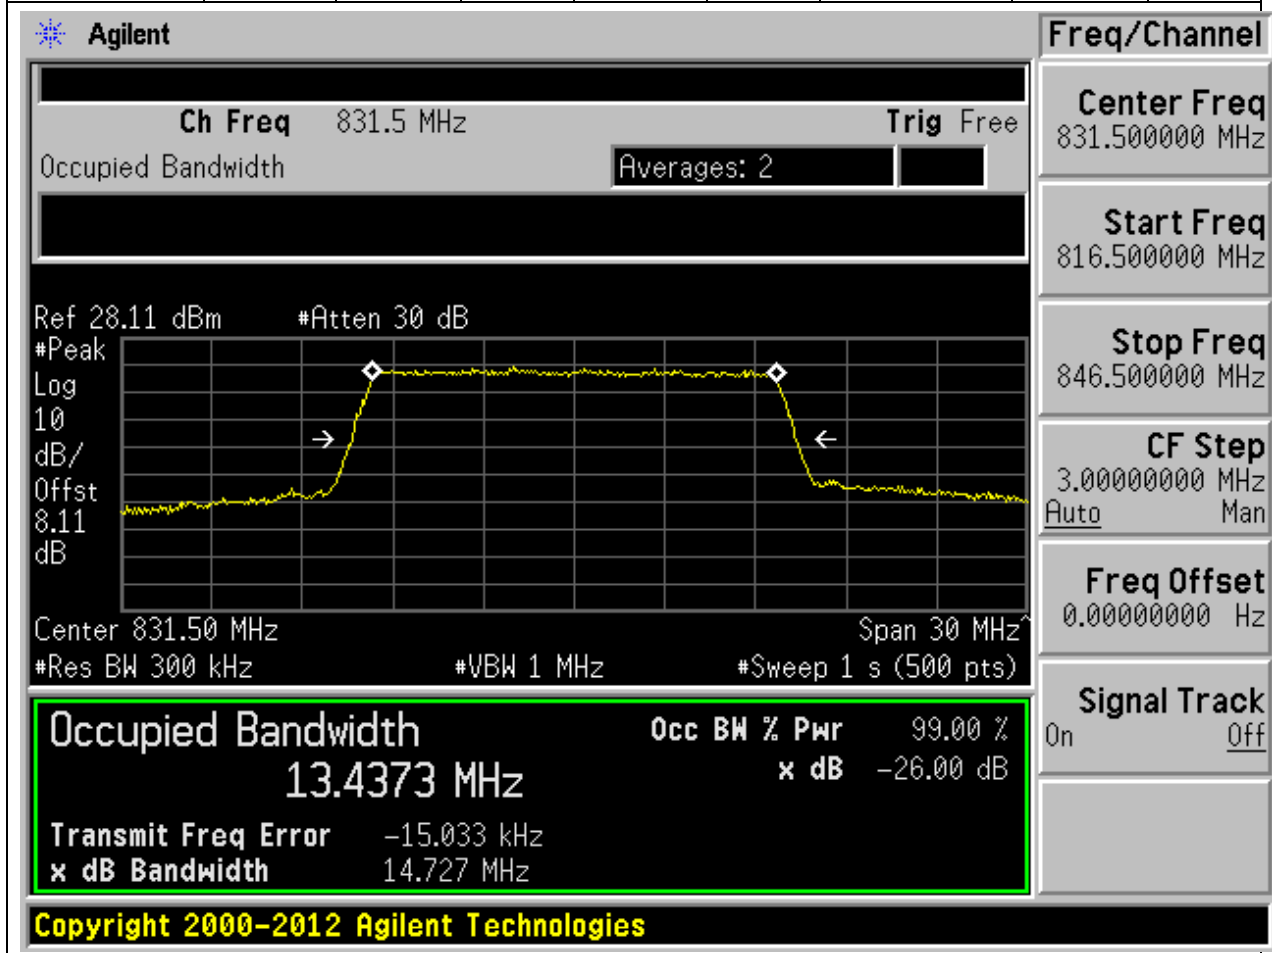 Agilent
Freq/Channel
Ch Freq 831.5 MHz Trig Free
Occupied Bandwidth Averages: 2
Center Freq
831.500000 MHz
Start Freq
816.500000 MHz
Stop Freq
846.500000 MHz
CF Step
3.00000000 MHz
Auto Man
Freq Offset
0.00000000 Hz
Signal Track
On Off
Ref 28.11 dBm #Atten 30 dB
#Peak
Log
10
dB/
Offst
8.11
dB
Center 831.50 MHz Span 30 MHz^
#Res BW 300 kHz #VBW 1 MHz #Sweep 1 s (500 pts)
Occupied Bandwidth Occ BW % Pwr 99.00 %
13.4373 MHz x dB -26.00 dB
Transmit Freq Error -15.033 kHz
x dB Bandwidth 14.727 MHz
Copyright 2000-2012 Agilent Technologies